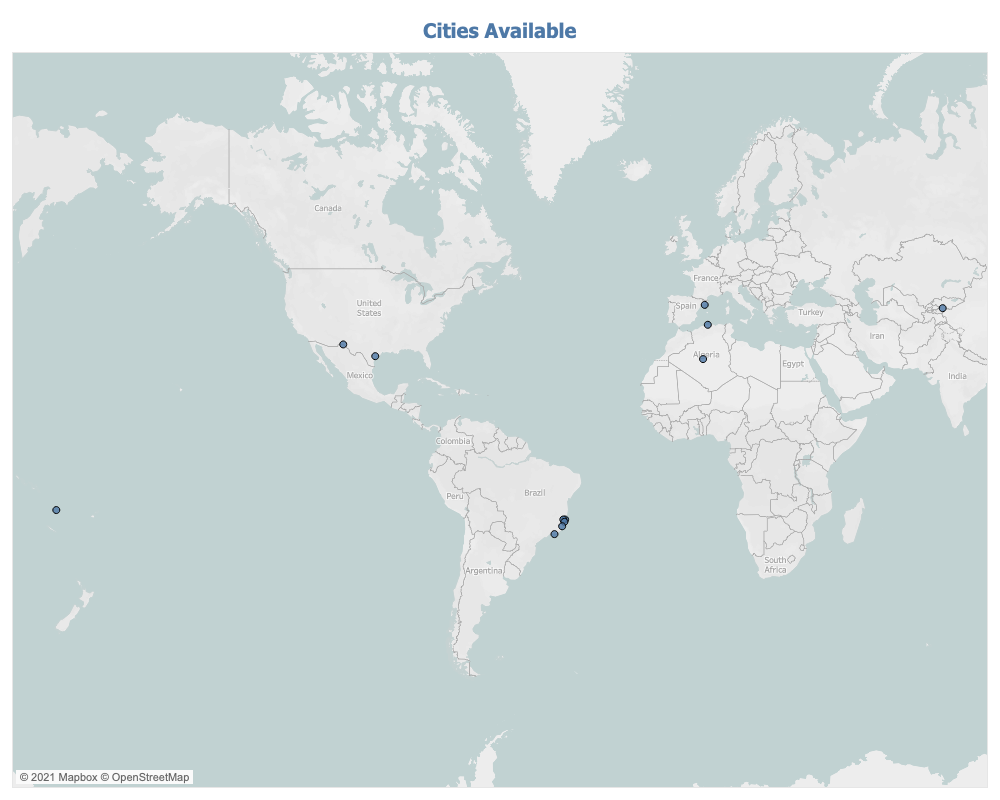 Cities Available
Canada
United
States
Mexico
Colombia
Peru
Brazil
Argentina
France
Spain
Turkey
Algeria
Egypt
Iran
India
South
Africa
© 2021 Mapbox © OpenStreetMap